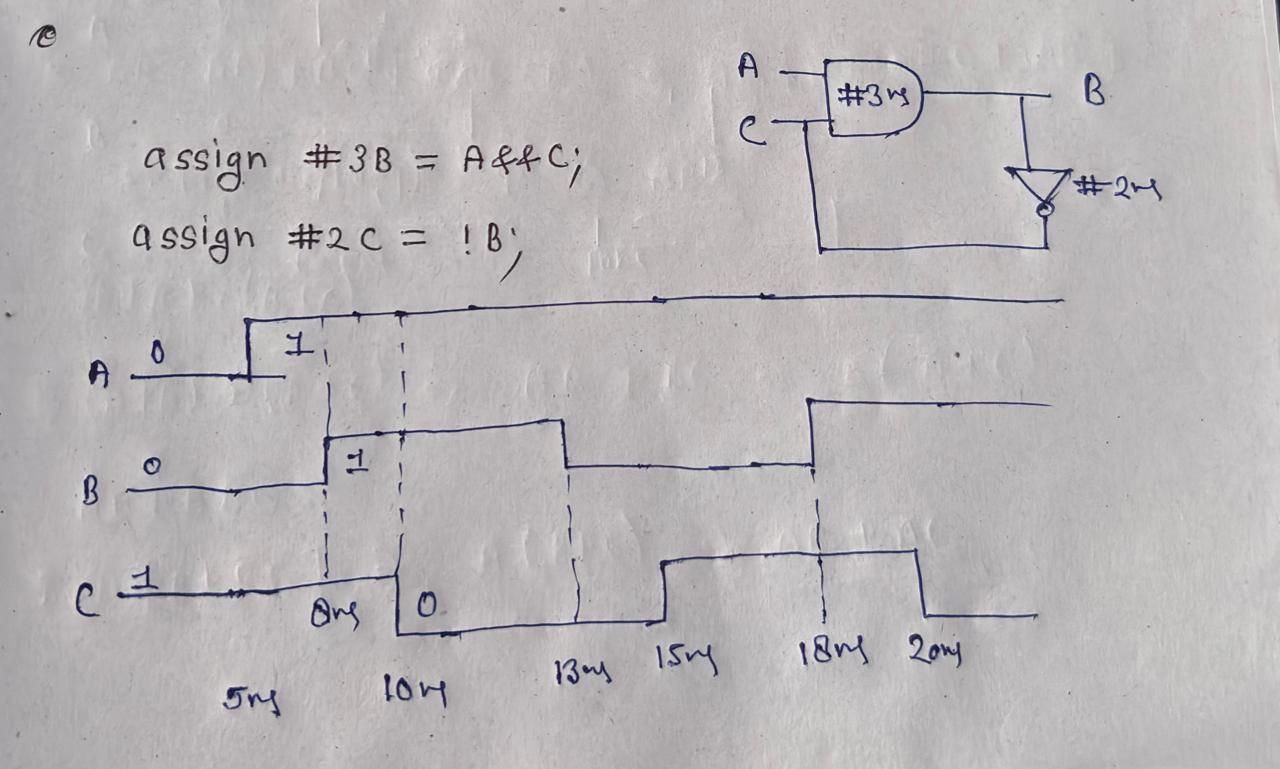 A
#3ns
B
C
assign #3B = A&&C;
#2ns
assign #2C = !B;
A 0 1
B 0 1
C 1 0
8ns
13ns 15ns 18ns 20ns
5ns 10ns